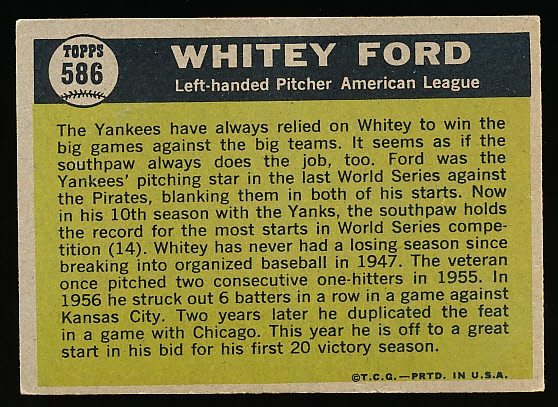 TOPPS
586
WHITEY FORD
Left-handed Pitcher American League
The Yankees have always relied on Whitey to win the
big games against the big teams. It seems as if the
southpaw always does the job, too. Ford was the
Yankees' pitching star in the last World Series against
the Pirates, blanking them in both of his starts. Now
in his 10th season with the Yanks, the southpaw holds
the record for the most starts in World Series compe-
tition (14). Whitey has never had a losing season since
breaking into organized baseball in 1947. The veteran
once pitched two consecutive one-hitters in 1955. In
1956 he struck out 6 batters in a row in a game against
Kansas City. Two years later he duplicated the feat
in a game with Chicago. This year he is off to a great
start in his bid for his first 20 victory season.
©T.C.G.—PRTD. IN U.S.A.